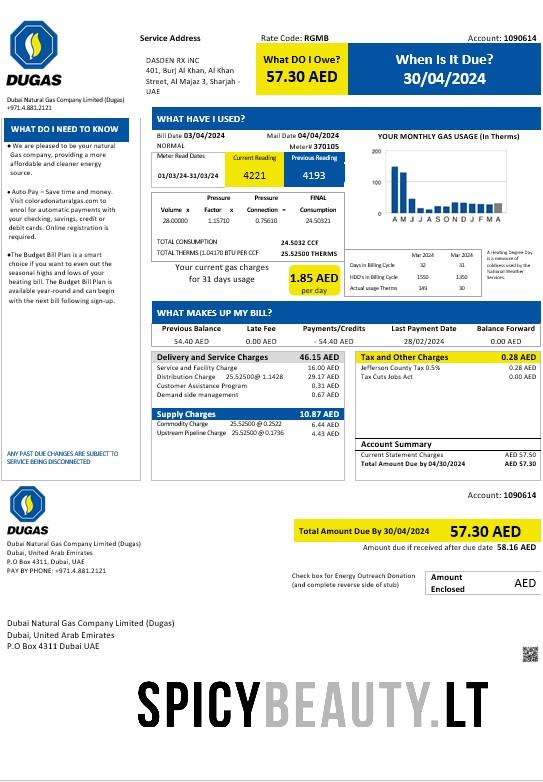 Service Address
Rate Code: RGMB
Account: 1090614
DUGAS
DASOEN RX INC
401, Burj Al Khan, Al Khan
Street, Al Majaz 3, Sharjah -
UAE
What DO I Owe?
57.30 AED
When Is It Due?
30/04/2024
Dubai Natural Gas Company Limited (Dugas)
+971.4.881.2121
WHAT DO I NEED TO KNOW
• We are pleased to be your natural
Gas company, providing a more
affordable and cleaner energy
source.
• Auto Pay – Save time and money.
Visit coloradonaturalgas.com to
enrol for automatic payments with
your checking, savings, credit or
debit cards. Online registration is
required.
•The Budget Bill Plan is a smart
choice if you want to even out the
seasonal highs and lows of your
heating bill. The Budget Bill Plan is
available year-round and can begin
with the next bill following sign-up.
ANY PAST DUE CHARGES ARE SUBJECT TO
SERVICE BEING DISCONNECTED
WHAT HAVE I USED?
Bill Date 03/04/2024 Mail Date 04/04/2024
NORMAL Meter# 370105
Meter Read Dates Current Reading Previous Reading
01/03/24-31/03/24 4221 4193
Pressure Pressure FINAL
Volume x Factor x Connection = Consumption
28.00000 1.15710 0.75610 24.50321
TOTAL CONSUMPTION 24.5032 CCF
TOTAL THERMS (1.04170 BTU PER CCF 25.52500 THERMS
Your current gas charges
for 31 days usage
1.85 AED
per day
YOUR MONTHLY GAS USAGE (In Therms)
200
100
0
A M J J A S O N D J F M A
Mar 2024 Mar 2024
Days in Billing Cycle 32 31
HDD's in Billing Cycle 1550 1350
Actual usage Therms 149 30
A Heating Degree Day
is a measure of
coldness used by the
National Weather
Services.
WHAT MAKES UP MY BILL?
Previous Balance Late Fee Payments/Credits Last Payment Date Balance Forward
54.40 AED 0.00 AED - 54.40 AED 28/02/2024 0.00 AED
Delivery and Service Charges 46.15 AED
Service and Facility Charge 16.00 AED
Distribution Charge 25.52500@ 1.1428 29.17 AED
Customer Assistance Program 0.31 AED
Demand side management 0.67 AED
Supply Charges 10.87 AED
Commodity Charge 25.52500 @ 0.2522 6.44 AED
Upstream Pipeline Charge 25.52500 @ 0.1736 4.43 AED
Tax and Other Charges 0.28 AED
Jefferson County Tax 0.5% 0.28 AED
Tax Cuts Jobs Act 0.00 AED
Account Summary
Current Statement Charges AED 57.50
Total Amount Due by 04/30/2024 AED 57.30
Account: 1090614
DUGAS
Dubai Natural Gas Company Limited (Dugas)
Dubai, United Arab Emirates
P.O Box 4311, Dubai, UAE
PAY BY PHONE: +971.4.881.2121
Total Amount Due By 30/04/2024 57.30 AED
Amount due if received after due date 58.16 AED
Check box for Energy Outreach Donation
(and complete reverse side of stub)
Amount
Enclosed
AED
Dubai Natural Gas Company Limited (Dugas)
Dubai, United Arab Emirates
P.O Box 4311 Dubai UAE
SPICYBEAUTY.LT